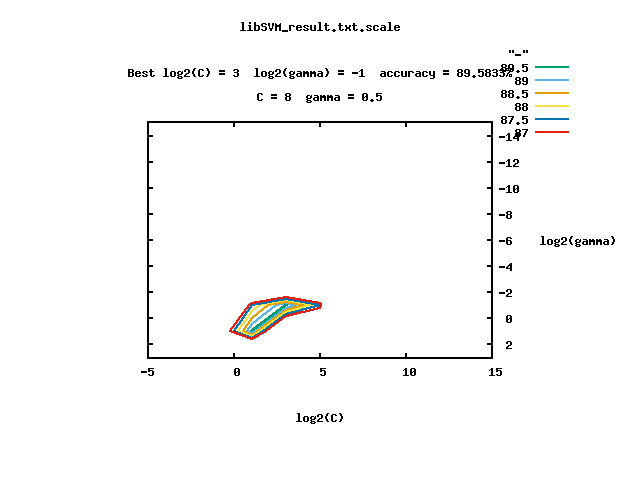 libSVM_result.txt.scale
"-"
Best log2(C) = 3  log2(gamma) = -1  accuracy = 89.5833%
89.5
89
88.5
C = 8  gamma = 0.5
88
87.5
87
-14
-12
-10
-8
-6
log2(gamma)
-4
-2
0
2
-5 0 5 10 15
log2(C)